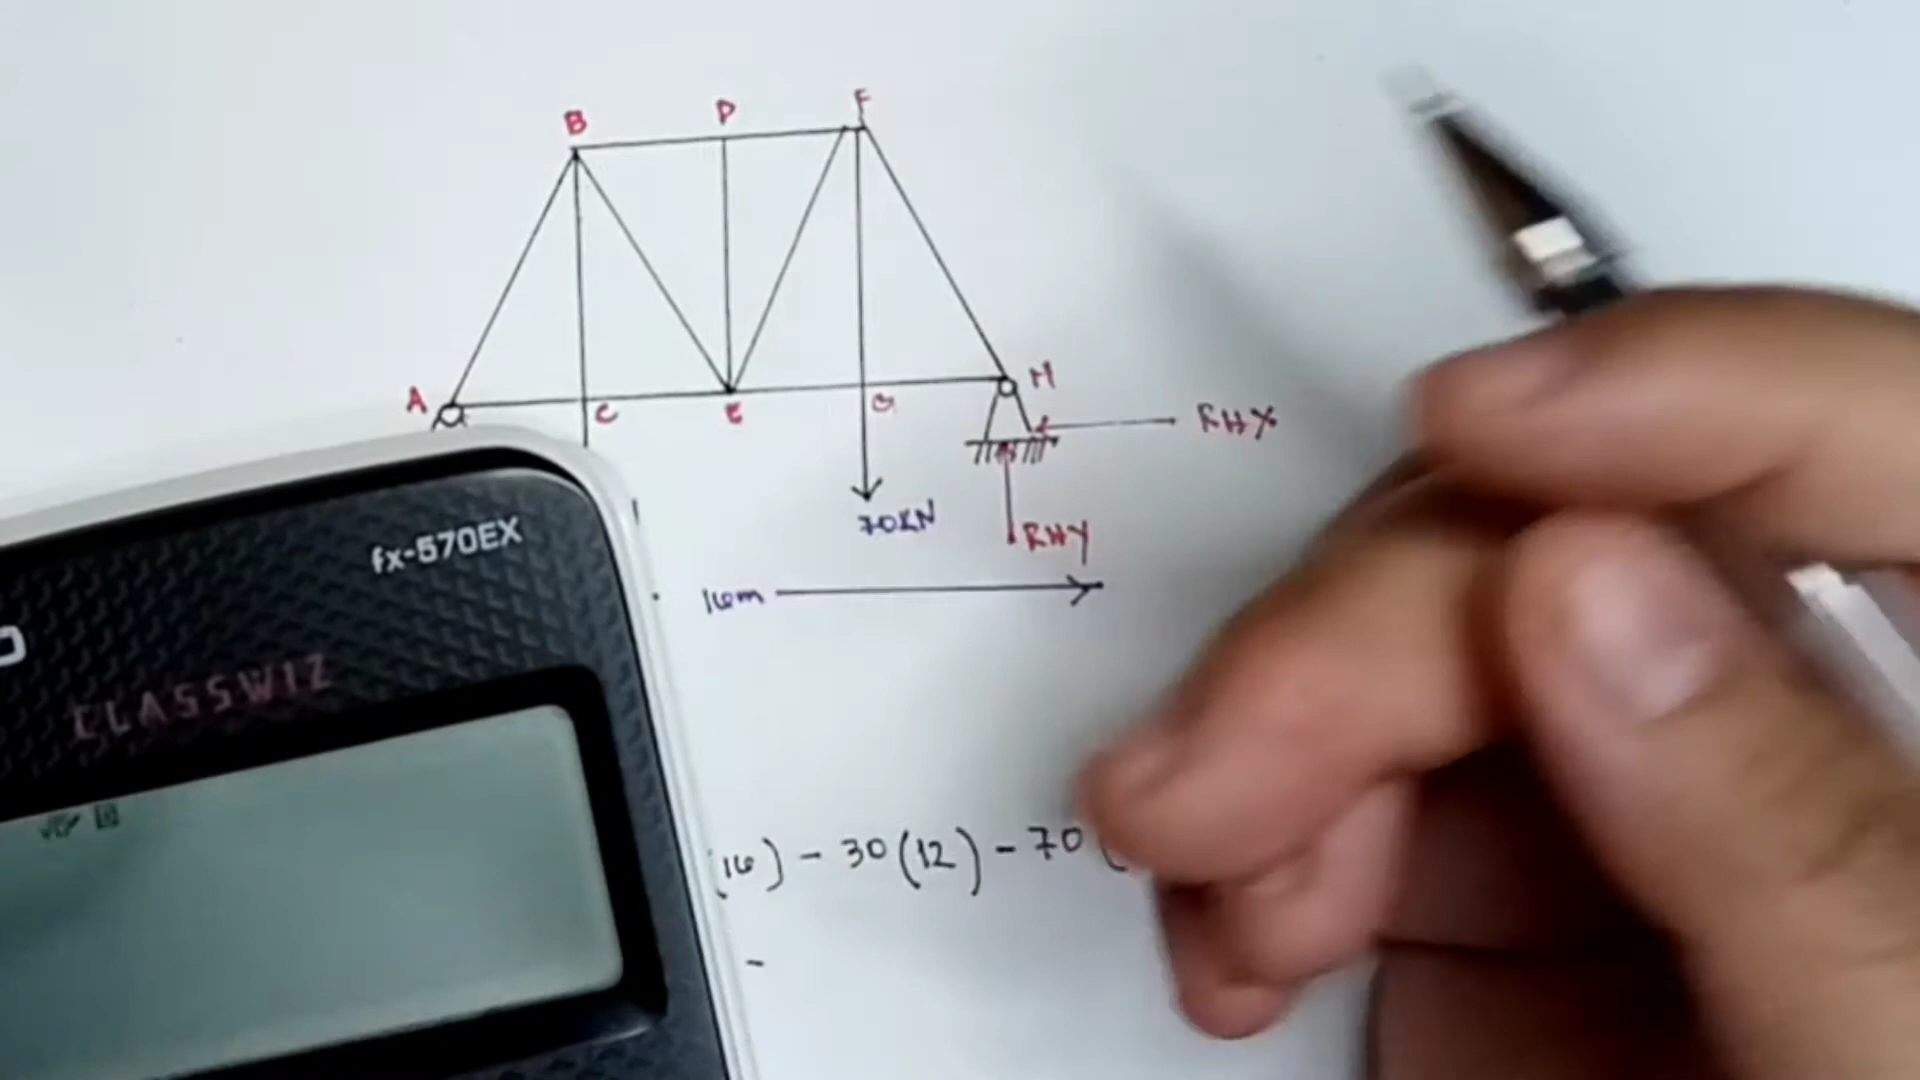 B D F
A C E G H
RHX
70KN
RHY
16m
fx-570EX
CLASSWIZ
(16) - 30 (12) - 70 (
-